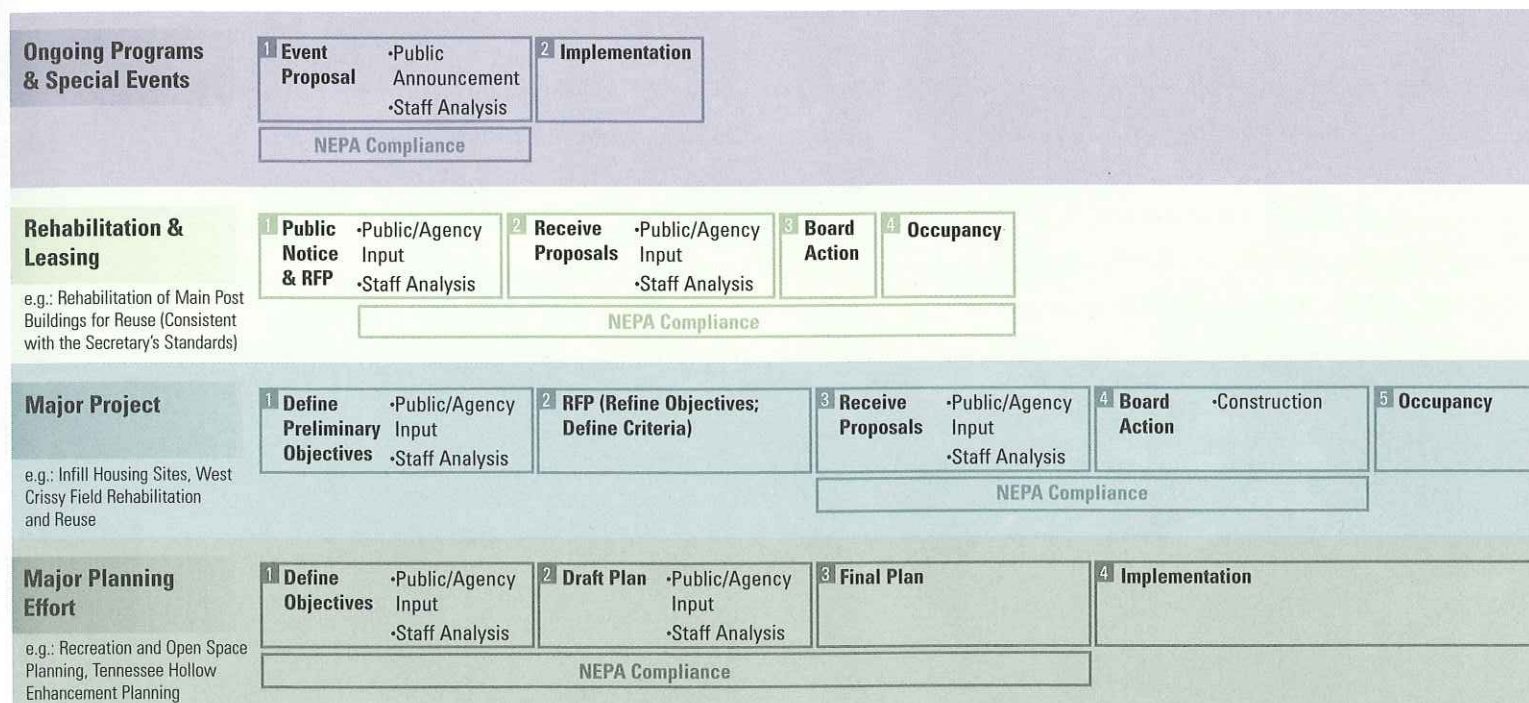 Ongoing Programs
& Special Events
1 Event
Proposal
•Public
Announcement
•Staff Analysis
2 Implementation
NEPA Compliance
Rehabilitation &
Leasing
e.g.: Rehabilitation of Main Post
Buildings for Reuse (Consistent
with the Secretary's Standards)
1 Public
Notice
& RFP
•Public/Agency
Input
•Staff Analysis
2 Receive
Proposals
•Public/Agency
Input
•Staff Analysis
3 Board
Action
4 Occupancy
NEPA Compliance
Major Project
e.g.: Infill Housing Sites, West
Crissy Field Rehabilitation
and Reuse
1 Define
Preliminary
Objectives
•Public/Agency
Input
•Staff Analysis
2 RFP (Refine Objectives;
Define Criteria)
3 Receive
Proposals
•Public/Agency
Input
•Staff Analysis
4 Board
Action
•Construction
5 Occupancy
NEPA Compliance
Major Planning
Effort
e.g.: Recreation and Open Space
Planning, Tennessee Hollow
Enhancement Planning
1 Define
Objectives
•Public/Agency
Input
•Staff Analysis
2 Draft Plan
•Public/Agency
Input
•Staff Analysis
3 Final Plan
4 Implementation
NEPA Compliance